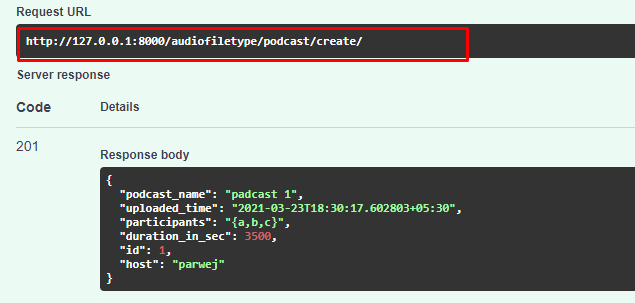 Request URL
http://127.0.0.1:8000/audiofiletype/podcast/create/
Server response
Code Details
201
Response body
{
"podcast_name": "padcast 1",
"uploaded_time": "2021-03-23T18:30:17.602803+05:30",
"participants": "{a,b,c}",
"duration_in_sec": 3500,
"id": 1,
"host": "parwej"
}